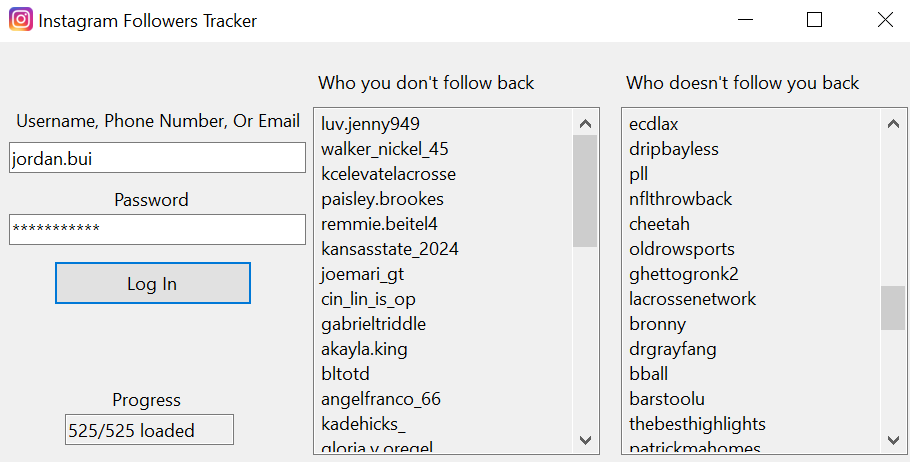 Instagram Followers Tracker
Username, Phone Number, Or Email
jordan.bui
Password
***********
Log In
Progress
525/525 loaded
Who you don't follow back
luv.jenny949
walker_nickel_45
kcelevatelacrosse
paisley.brookes
remmie.beitel4
kansasstate_2024
joemari_gt
cin_lin_is_op
gabrieltriddle
akayla.king
bltotd
angelfranco_66
kadehicks_
gloria.v.oregel
Who doesn't follow you back
ecdlax
dripbayless
pll
nflthrowback
cheetah
oldrowsports
ghettogronk2
lacrossenetwork
bronny
drgrayfang
bball
barstoolu
thebesthighlights
patrickmahomes